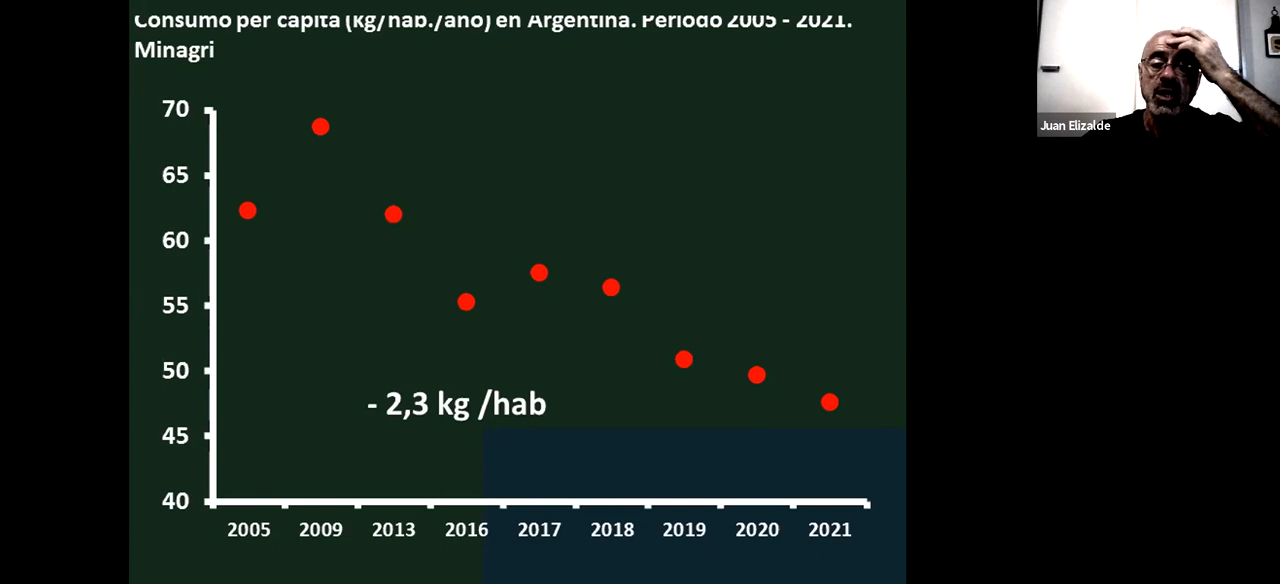 Consumo per capita (kg/hab./año) en Argentina. Periodo 2005 - 2021.
Minagri
70
65
60
55
50
45
40
- 2,3 kg /hab
2005 2009 2013 2016 2017 2018 2019 2020 2021
Juan Elizalde